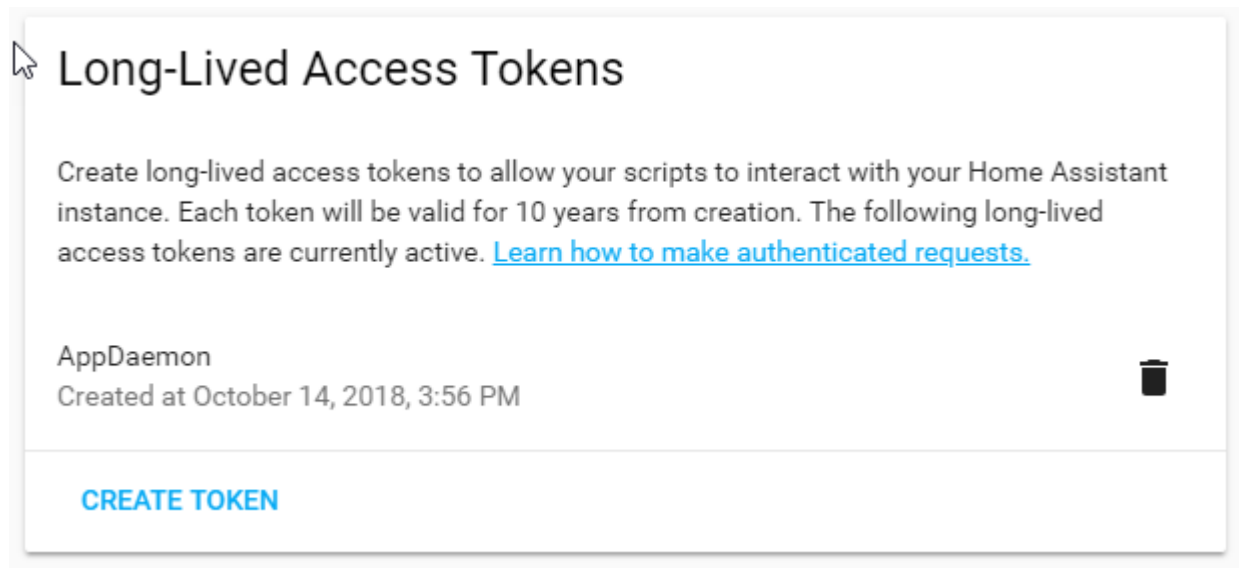 Long-Lived Access Tokens
Create long-lived access tokens to allow your scripts to interact with your Home Assistant
instance. Each token will be valid for 10 years from creation. The following long-lived
access tokens are currently active. Learn how to make authenticated requests.
AppDaemon
Created at October 14, 2018, 3:56 PM
CREATE TOKEN